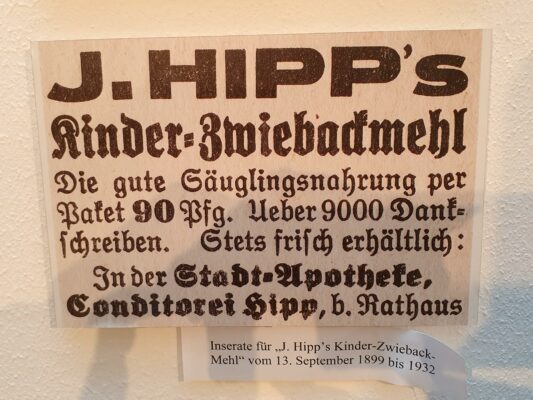 J. HIPP's
Kinder-Zwiebackmehl
Die gute Säuglingsnahrung per
Paket 90 Pfg. Ueber 9000 Dank-
schreiben. Stets frisch erhältlich:
In der Stadt-Apotheke,
Conditorei Hipp, b. Rathaus
Inserate für „J. Hipp's Kinder-Zwieback-
Mehl“ vom 13. September 1899 bis 1932